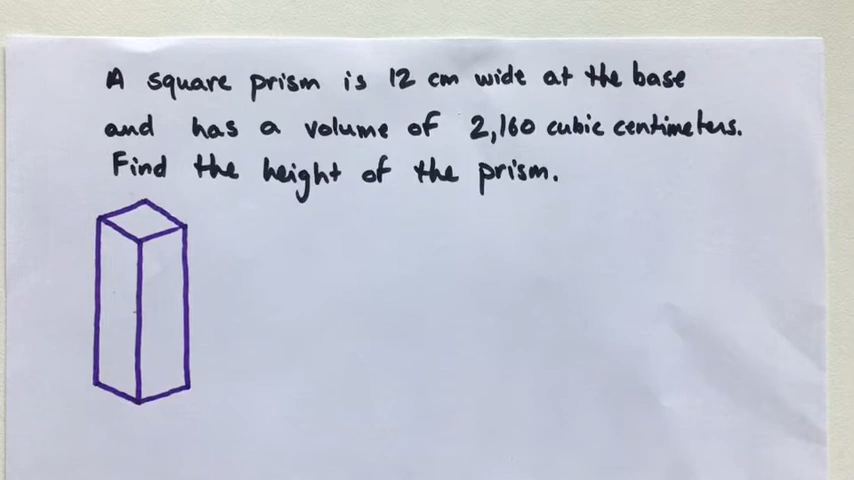 A square prism is 12 cm wide at the base
and has a volume of 2,160 cubic centimeters.
Find the height of the prism.